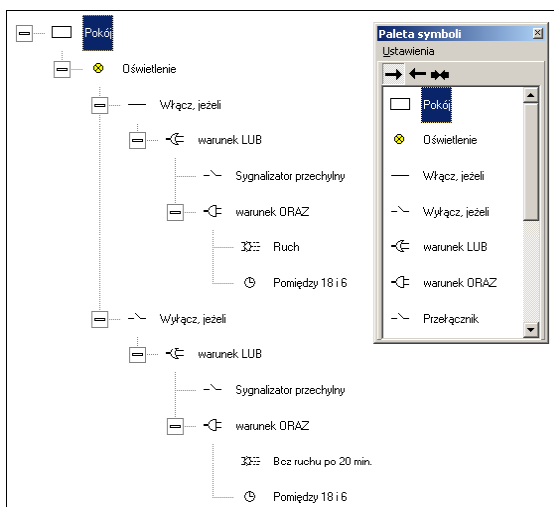 Pokój
Oświetlenie
Włącz, jeżeli
warunek LUB
Sygnalizator przechylny
warunek ORAZ
Ruch
Pomiędzy 18 i 6
Wyłącz, jeżeli
warunek LUB
Sygnalizator przechylny
warunek ORAZ
Bez ruchu po 20 min.
Pomiędzy 18 i 6
Paleta symboli
Ustawienia
Pokój
Oświetlenie
Włącz, jeżeli
Wyłącz, jeżeli
warunek LUB
warunek ORAZ
Przełącznik